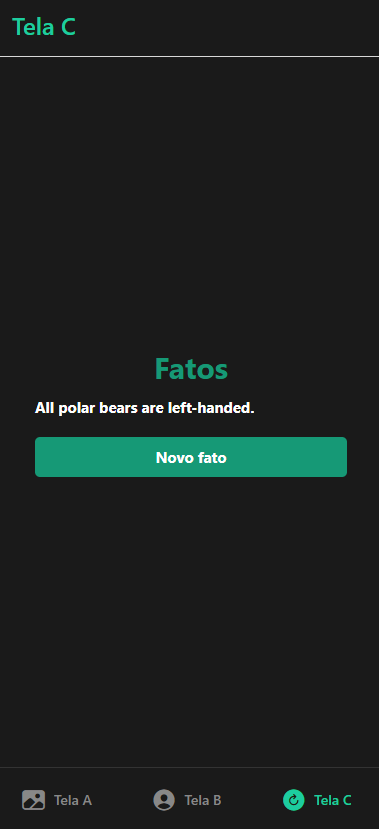 Tela C
Fatos
All polar bears are left-handed.
Novo fato
Tela A
Tela B
Tela C